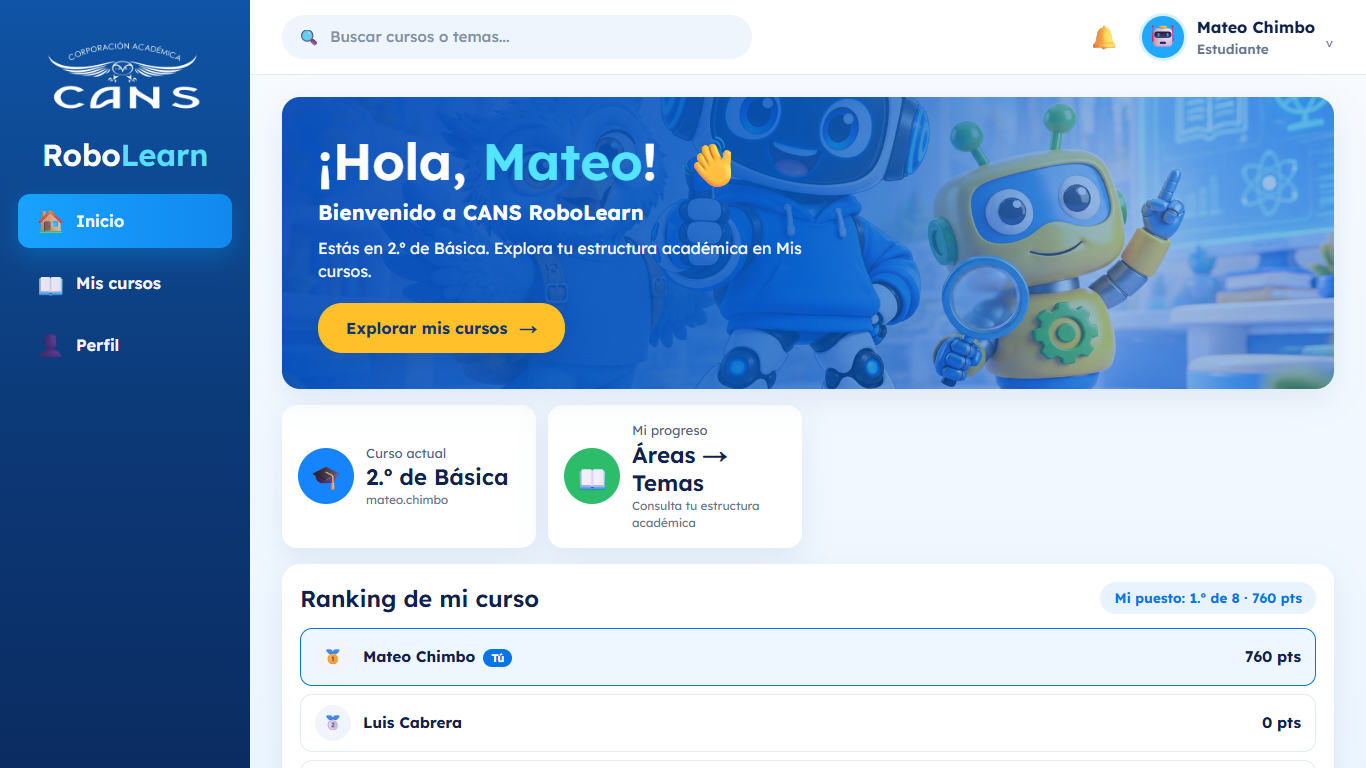 CORPORACIÓN ACADÉMICA
CANS
RoboLearn
Inicio
Mis cursos
Perfil
Buscar cursos o temas...
Mateo Chimbo
Estudiante
v
¡Hola, Mateo!
Bienvenido a CANS RoboLearn
Estás en 2.º de Básica. Explora tu estructura académica en Mis
cursos.
Explorar mis cursos →
Curso actual
2.º de Básica
mateo.chimbo
Mi progreso
Áreas →
Temas
Consulta tu estructura
académica
Ranking de mi curso
Mi puesto: 1.º de 8 · 760 pts
1
Mateo Chimbo Tú
760 pts
2
Luis Cabrera
0 pts